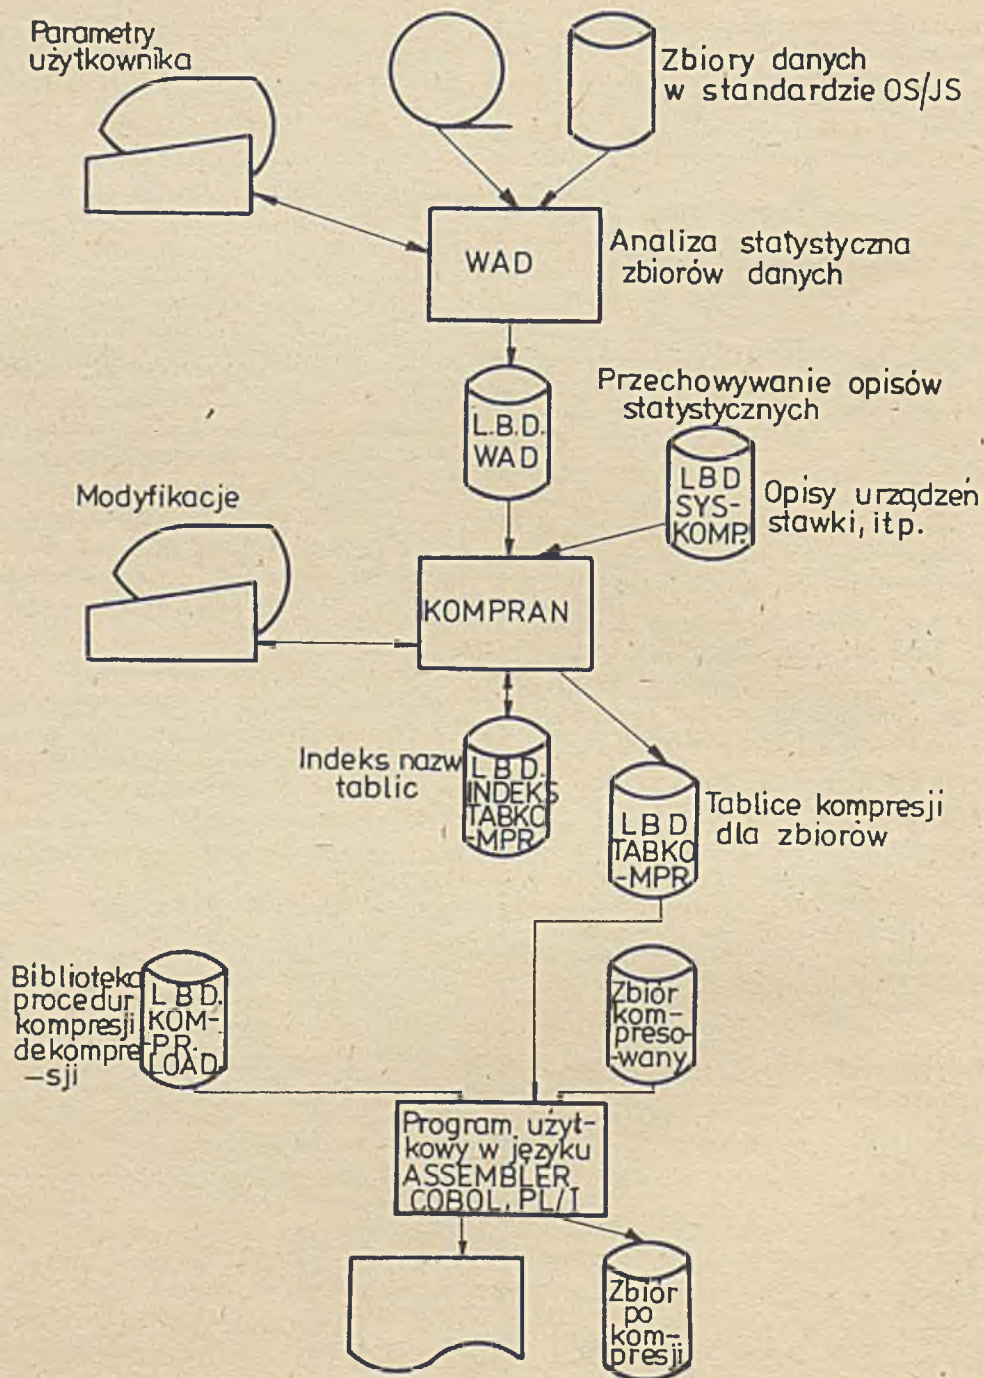 Parametry
użytkownika
Zbiory danych
w standardzie OS/JS
WAD
Analiza statystyczna
zbiorów danych
L.B.D.
WAD
Przechowywanie opisów
statystycznych
LBD
SYS-
KOMP.
Opisy urządzeń
stawki, itp.
Modyfikacje
KOMPRAN
Indeks nazw
tablic
L B D.
INDEKS
TABKO
-MPR.
LBD
TABKO
-MPR.
Tablice kompresji
dla zbiorów
Biblioteka
procedur
kompresji
dekompre
-sji
L B D.
KOM-
PR.
LOAD.
Zbiór
kom-
preso-
wany
Program użyt-
kowy w języku
ASSEMBLER
COBOL, PL/I
Zbiór
po
kom-
presji